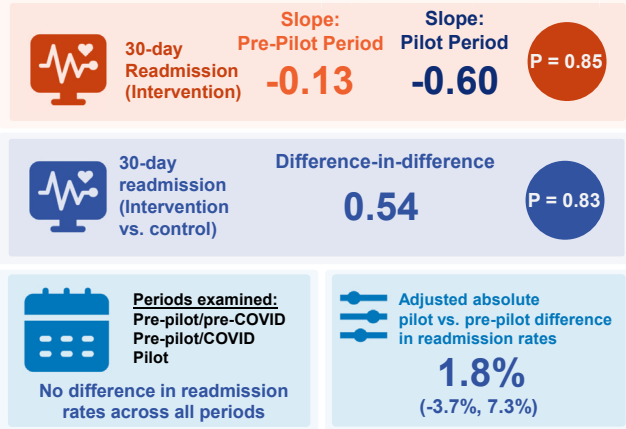 30-day
Readmission
(Intervention)
Slope:
Pre-Pilot Period
-0.13
Slope:
Pilot Period
-0.60
P = 0.85
30-day
readmission
(Intervention
vs. control)
Difference-in-difference
0.54
P = 0.83
Periods examined:
Pre-pilot/pre-COVID
Pre-pilot/COVID
Pilot
No difference in readmission
rates across all periods
Adjusted absolute
pilot vs. pre-pilot difference
in readmission rates
1.8%
(-3.7%, 7.3%)